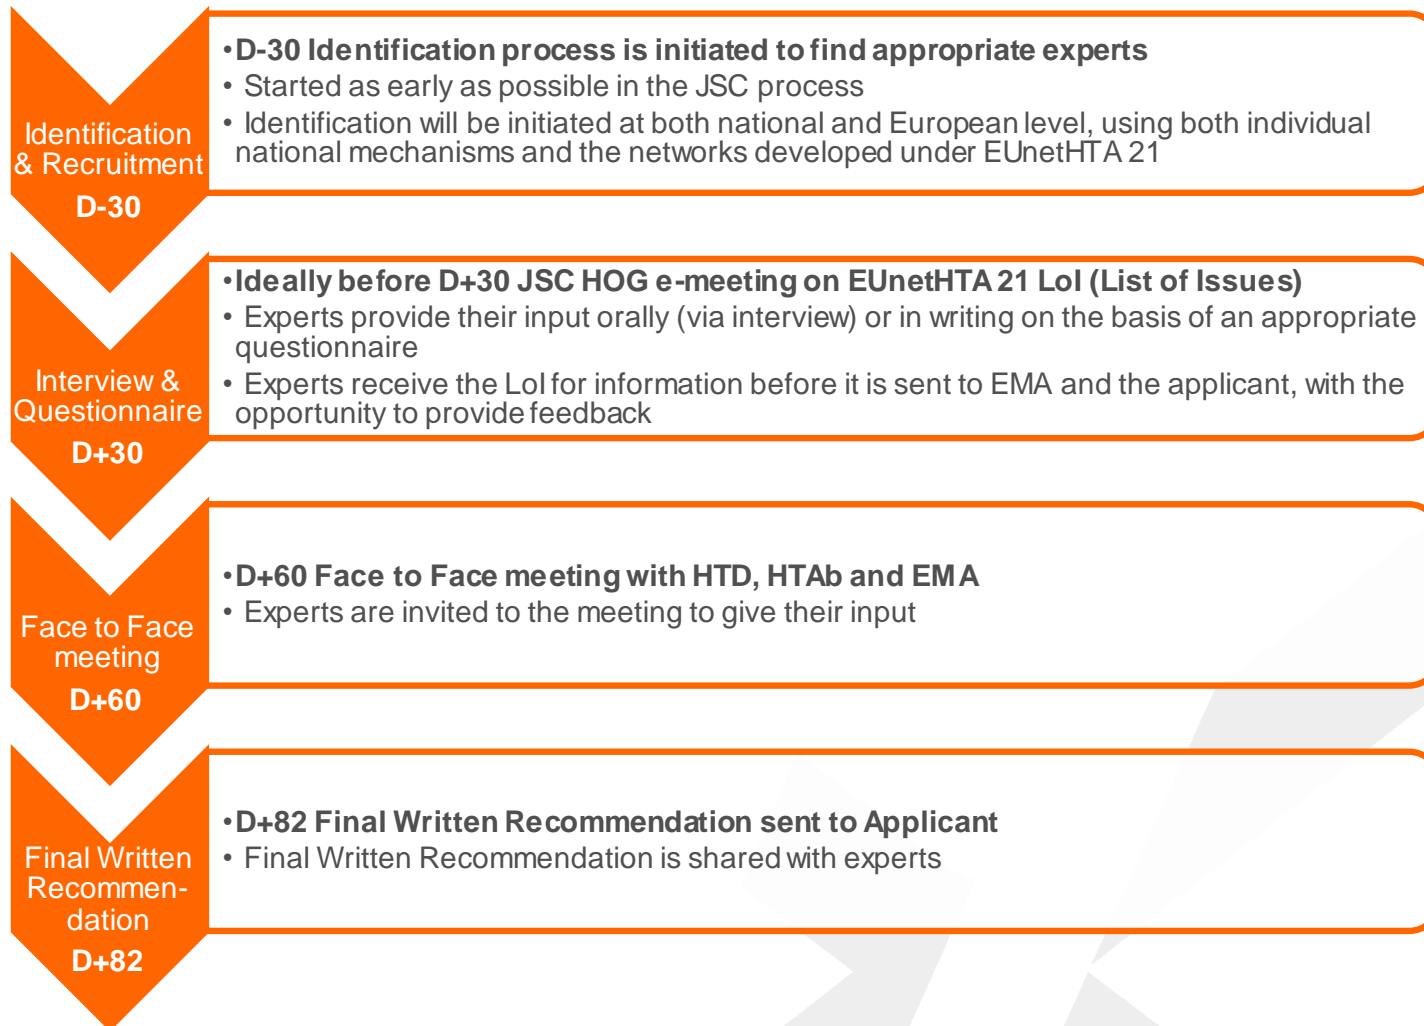 Identification
& Recruitment
D-30
•D-30 Identification process is initiated to find appropriate experts
• Started as early as possible in the JSC process
• Identification will be initiated at both national and European level, using both individual
national mechanisms and the networks developed under EUnetHTA 21
Interview &
Questionnaire
D+30
•Ideally before D+30 JSC HOG e-meeting on EUnetHTA 21 LoI (List of Issues)
• Experts provide their input orally (via interview) or in writing on the basis of an appropriate
questionnaire
• Experts receive the LoI for information before it is sent to EMA and the applicant, with the
opportunity to provide feedback
Face to Face
meeting
D+60
•D+60 Face to Face meeting with HTD, HTAb and EMA
• Experts are invited to the meeting to give their input
Final Written
Recommen-
dation
D+82
•D+82 Final Written Recommendation sent to Applicant
• Final Written Recommendation is shared with experts